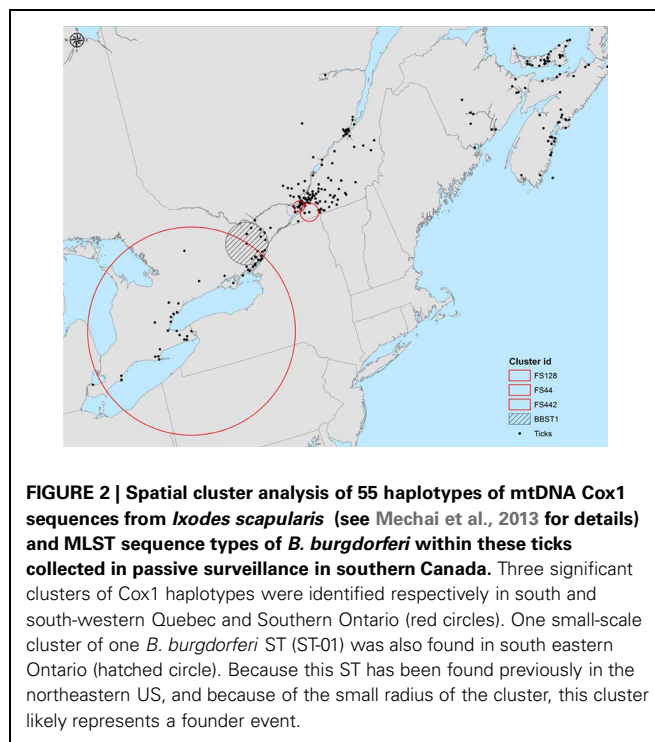 Cluster id
FS128
FS44
FS442
BBST1
Ticks
FIGURE 2 | Spatial cluster analysis of 55 haplotypes of mtDNA Cox1
sequences from Ixodes scapularis (see Mechai et al., 2013 for details)
and MLST sequence types of B. burgdorferi within these ticks
collected in passive surveillance in southern Canada. Three significant
clusters of Cox1 haplotypes were identified respectively in south and
south-western Quebec and Southern Ontario (red circles). One small-scale
cluster of one B. burgdorferi ST (ST-01) was also found in south eastern
Ontario (hatched circle). Because this ST has been found previously in the
northeastern US, and because of the small radius of the cluster, this cluster
likely represents a founder event.